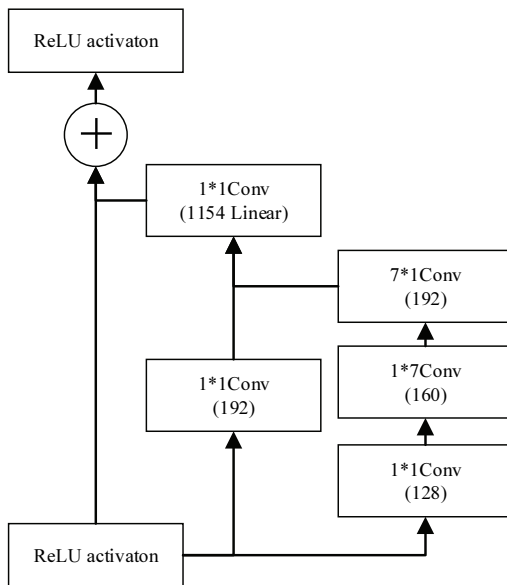 ReLU activaton
+
1*1Conv
(1154 Linear)
7*1Conv
(192)
1*1Conv
(192)
1*7Conv
(160)
1*1Conv
(128)
ReLU activaton